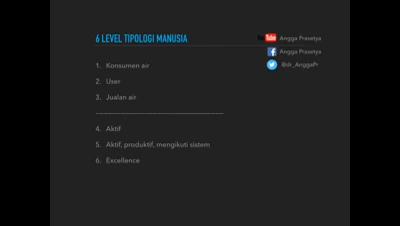 6 LEVEL TIPOLOGI MANUSIA
YouTube Angga Prasetya
Angga Prasetya
@dr_AnggaPr
1. Konsumen air
2. User
3. Jualan air
4. Aktif
5. Aktif, produktif, mengikuti sistem
6. Excellence